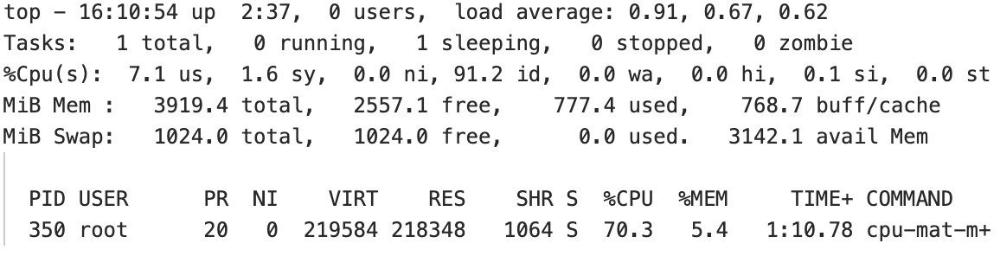 top - 16:10:54 up  2:37,  0 users,  load average: 0.91, 0.67, 0.62
Tasks:   1 total,   0 running,   1 sleeping,   0 stopped,   0 zombie
%Cpu(s):  7.1 us,  1.6 sy,  0.0 ni, 91.2 id,  0.0 wa,  0.0 hi,  0.1 si,  0.0 st
MiB Mem :   3919.4 total,   2557.1 free,    777.4 used,    768.7 buff/cache
MiB Swap:   1024.0 total,   1024.0 free,      0.0 used.   3142.1 avail Mem
PID USER      PR  NI    VIRT    RES    SHR S  %CPU  %MEM     TIME+ COMMAND
350 root      20   0  219584 218348   1064 S  70.3   5.4   1:10.78 cpu-mat-m+